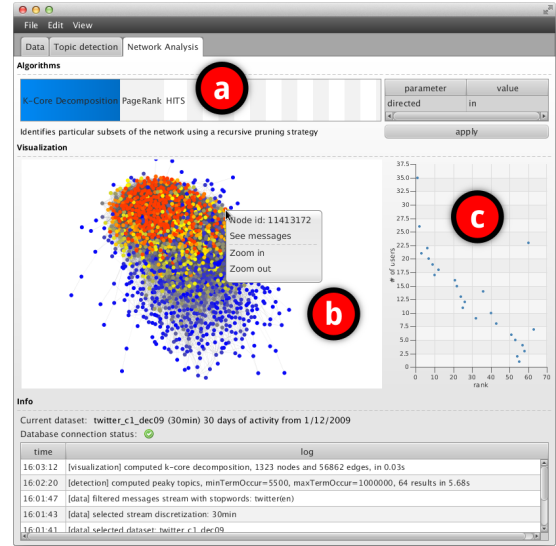 File Edit View
Data Topic detection Network Analysis
Algorithms
K-Core Decomposition PageRank HITS
a
parameter value
directed in
Identifies particular subsets of the network using a recursive pruning strategy
apply
Visualization
Node id: 11413172
See messages
Zoom in
Zoom out
b
c
37.5
35.0
32.5
30.0
27.5
25.0
22.5
20.0
17.5
15.0
12.5
10.0
7.5
5.0
2.5
0
# of users
0 10 20 30 40 50 60 70
rank
Info
Current dataset: twitter_c1_dec09 (30min) 30 days of activity from 1/12/2009
Database connection status:
time log
16:03:12 [visualization] computed k-core decomposition, 1323 nodes and 56862 edges, in 0.03s
16:02:20 [detection] computed peaky topics, minTermOccur=5500, maxTermOccur=1000000, 64 results in 5.68s
16:01:47 [data] filtered messages stream with stopwords: twitter(en)
16:01:43 [data] selected stream discretization: 30min
16:01:41 [data] selected dataset: twitter_c1_dec09